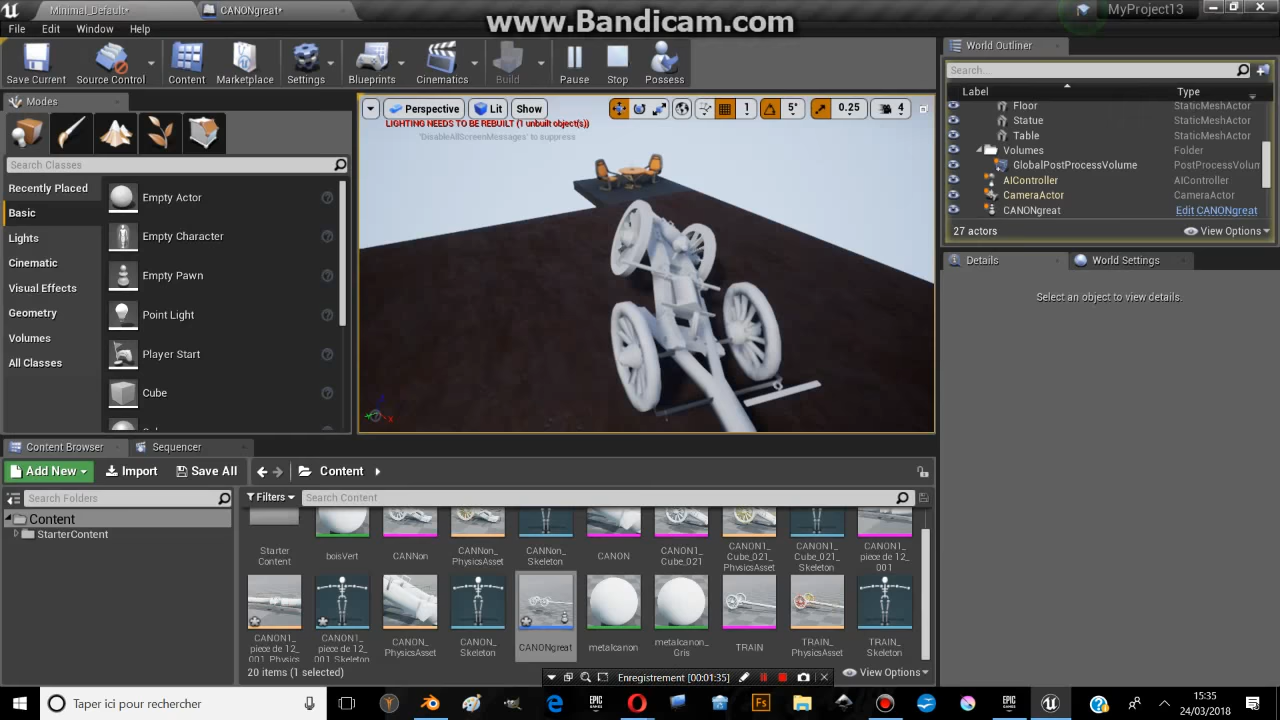 Minimal_Default*
CANONgreat*
www.Bandicam.com
MyProject13
File Edit Window Help
Save Current
Source Control
Content
Marketplace
Settings
Blueprints
Cinematics
Build
Pause
Stop
Possess
World Outliner
Search...
Label
Type
Floor StaticMeshActor
Statue StaticMeshActor
Table StaticMeshActor
Volumes Folder
GlobalPostProcessVolume PostProcessVolum
AIController AIController
CameraActor CameraActor
CANONgreat Edit CANONgreat
27 actors
View Options
Modes
Search Classes
Recently Placed
Basic
Lights
Cinematic
Visual Effects
Geometry
Volumes
All Classes
Empty Actor
Empty Character
Empty Pawn
Point Light
Player Start
Cube
Perspective
Lit
Show
1
5°
0.25
4
LIGHTING NEEDS TO BE REBUILT (1 unbuilt object(s))
'DisableAllScreenMessages' to suppress
Details
World Settings
Select an object to view details.
Content Browser
Sequencer
Add New
Import
Save All
Content
Search Folders
Filters
Search Content
Content
StarterContent
Starter
Content
boisVert
CANNon
CANNon_
PhysicsAsset
CANNon_
Skeleton
CANON
CANON1_
Cube_021
CANON1_
Cube_021_
PhysicsAsset
CANON1_
Cube_021_
Skeleton
CANON1_
piece de 12_
001
CANON1_
piece de 12_
001_Physics
CANON1_
piece de 12_
001_Skeleton
CANON_
PhysicsAsset
CANON_
Skeleton
CANONgreat
metalcanon
metalcanon_
Gris
TRAIN
TRAIN_
PhysicsAsset
TRAIN_
Skeleton
20 items (1 selected)
View Options
Enregistrement [00:01:35]
Taper ici pour rechercher
15:35
24/03/2018